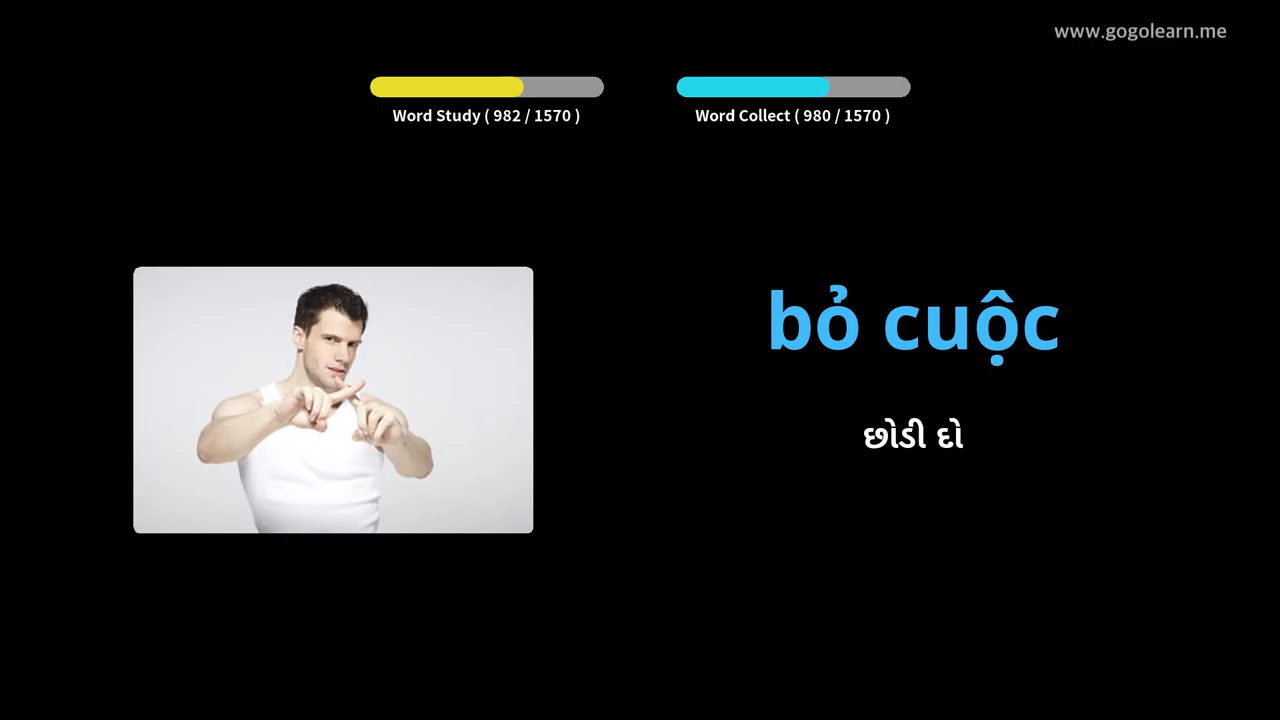 www.gogolearn.me
Word Study ( 982 / 1570 )
Word Collect ( 980 / 1570 )
bỏ cuộc
છોડી દો